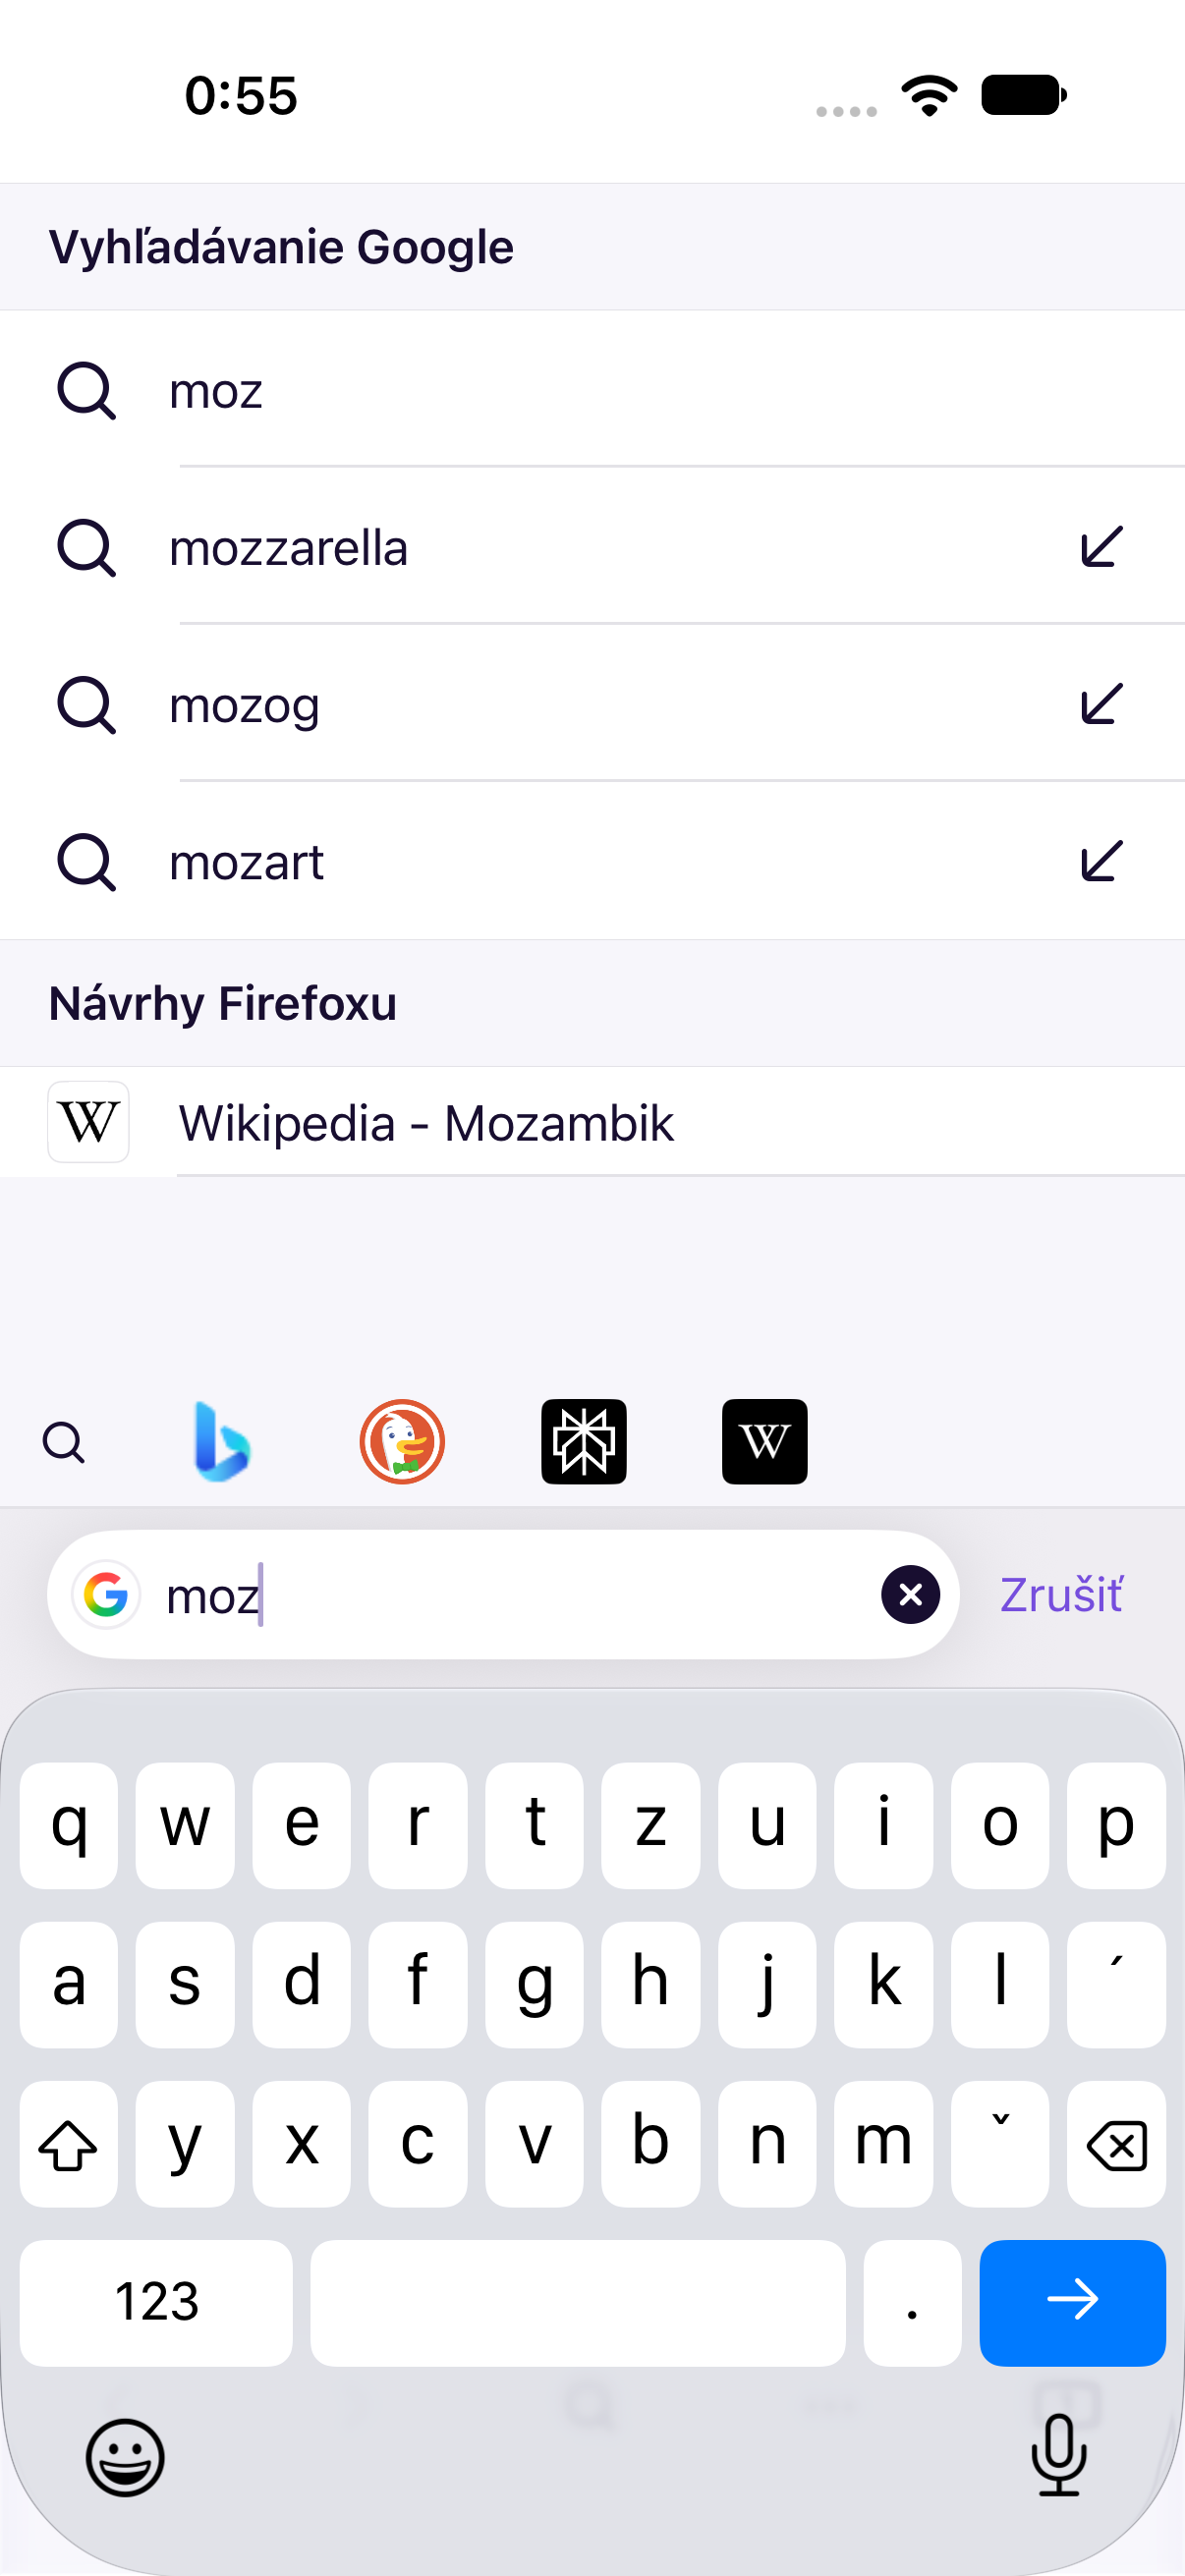 0:55
Vyhľadávanie Google
moz
mozzarella
mozog
mozart
Návrhy Firefoxu
W Wikipedia - Mozambik
W
moz Zrušiť
q w e r t z u i o p
a s d f g h j k l ´
y x c v b n m ˇ
123 .